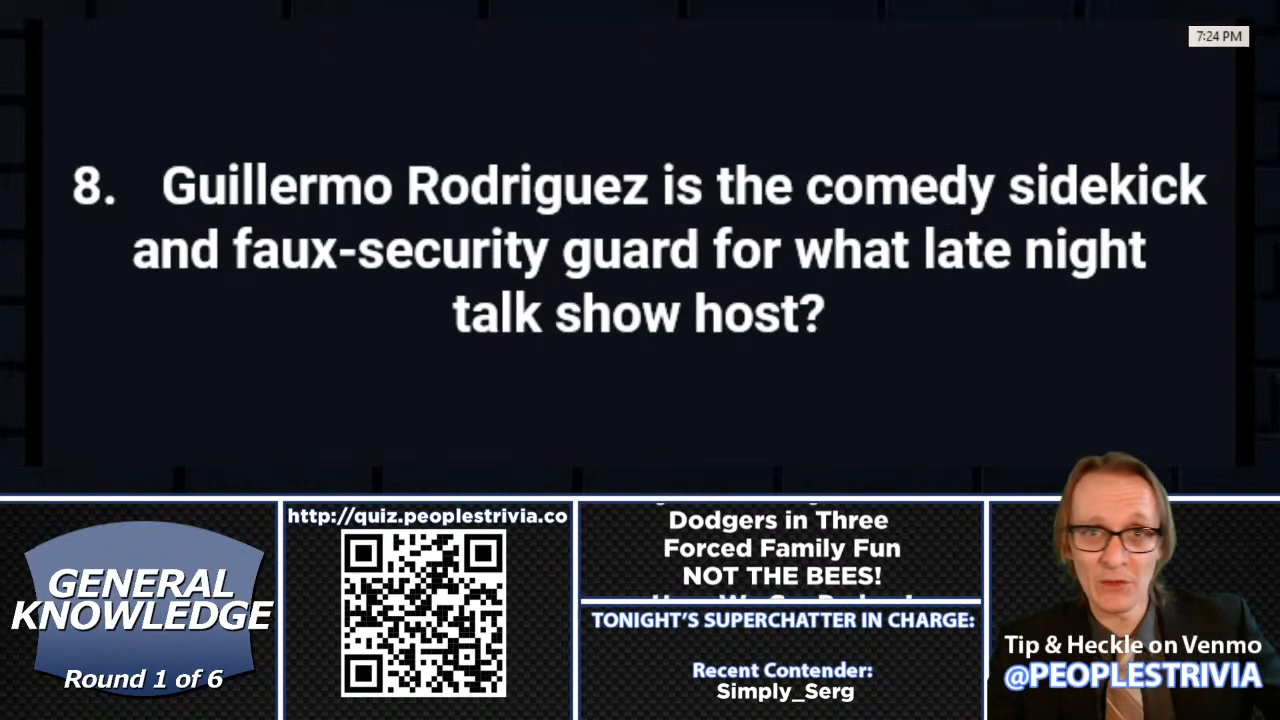 7:24 PM
8. Guillermo Rodriguez is the comedy sidekick
and faux-security guard for what late night
talk show host?
GENERAL
KNOWLEDGE
Round 1 of 6
http://quiz.peoplestrivia.co
Dodgers in Three
Forced Family Fun
NOT THE BEES!
TONIGHT'S SUPERCHATTER IN CHARGE:
Recent Contender:
Simply_Serg
Tip & Heckle on Venmo
@PEOPLESTRIVIA